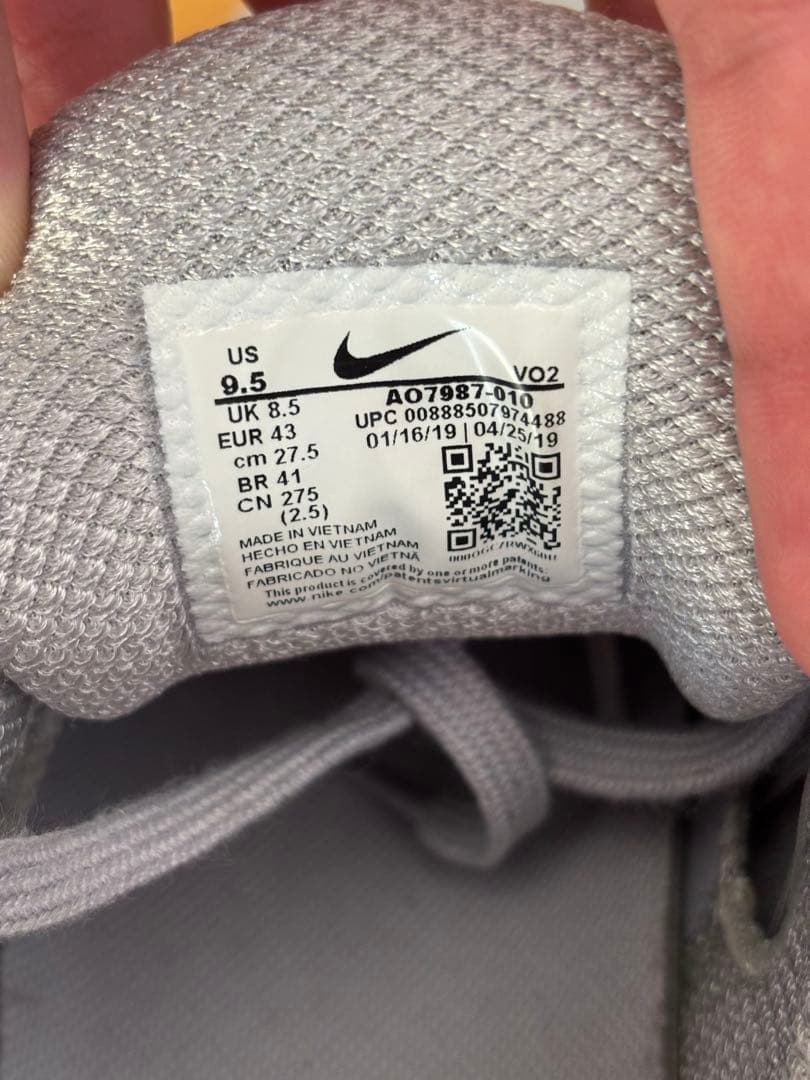 US
9.5
VO2
UK 8.5
EUR 43
cm 27.5
BR 41
CN 275
(2.5)
AO7987-010
UPC 00888507974488
01/16/19 | 04/25/19
MADE IN VIETNAM
HECHO EN VIETNAM
FABRIQUE AU VIETNAM
FABRICADO NO VIETNÃ
This product is covered by one or more patents.
www.nike.com/patentsvirtualmarking